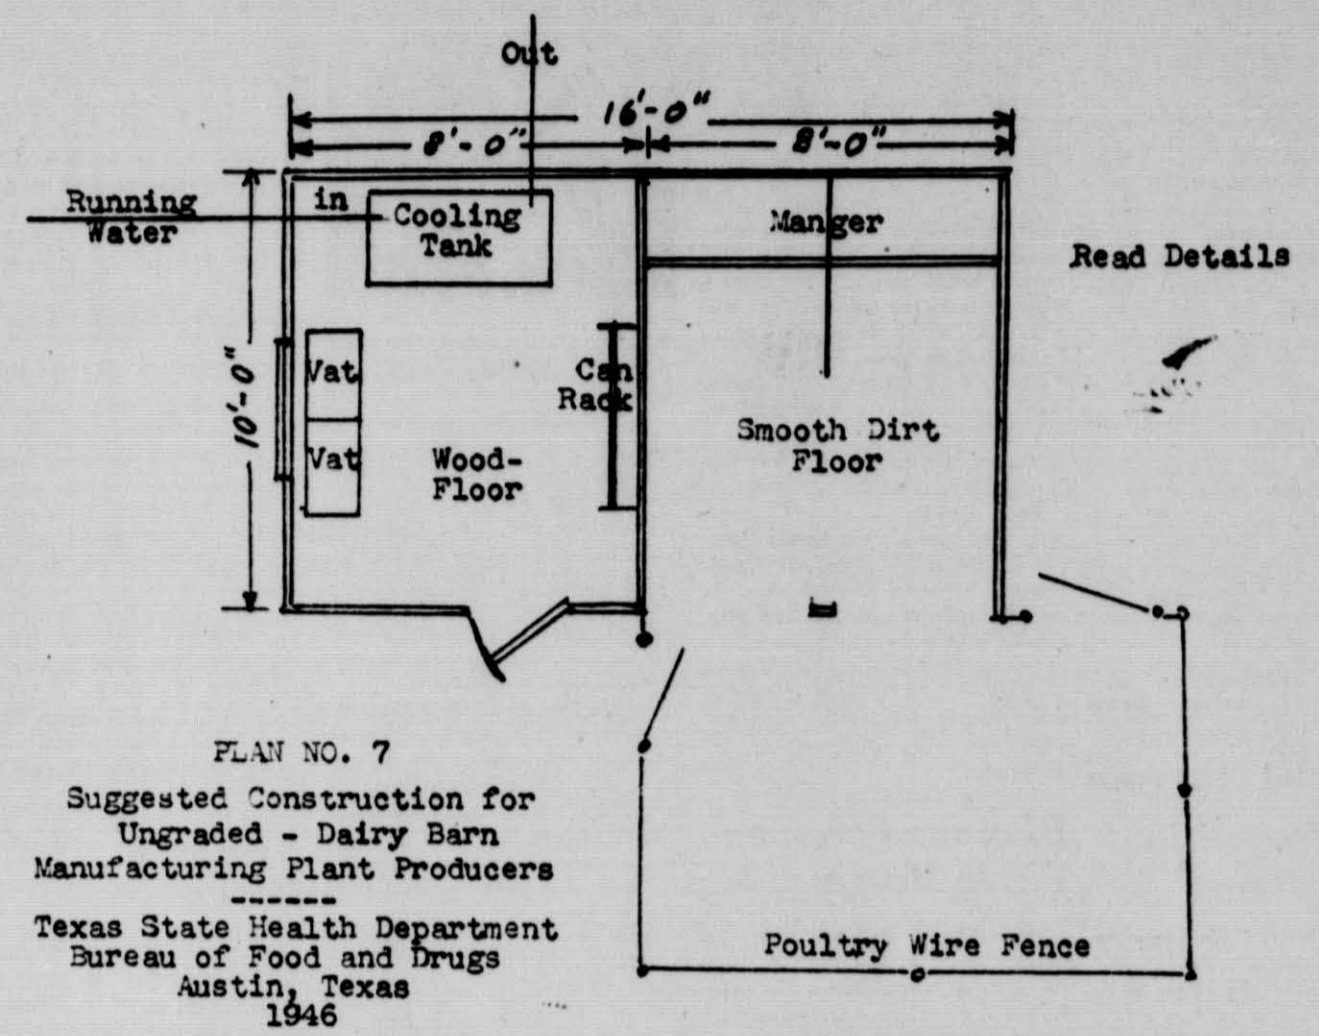 Out
16'-0"
8'-0"
8'-0"
Running
Water
in
Cooling
Tank
Manger
Read Details
10'-0"
Vat
Can
Rack
Smooth Dirt
Floor
Vat
Wood-
Floor
PLAN NO. 7
Suggested Construction for
Ungraded - Dairy Barn
Manufacturing Plant Producers
------
Texas State Health Department
Bureau of Food and Drugs
Austin, Texas
1946
Poultry Wire Fence